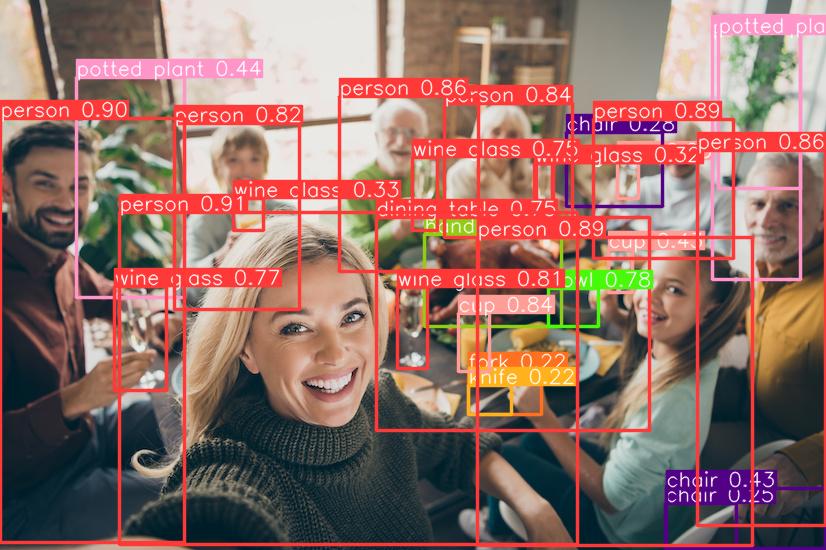 potted pla
potted plant 0.44
person 0.86
person 0.84
person 0.90
person 0.82
person 0.89
chair 0.28
person 0.86
wine glass 0.75
wine glass 0.32
wine glass 0.33
person 0.91
dining table 0.75
person 0.89
cup 0.45
wine glass 0.77
wine glass 0.81
owl 0.78
cup 0.84
fork 0.22
knife 0.22
chair 0.43
chair 0.25